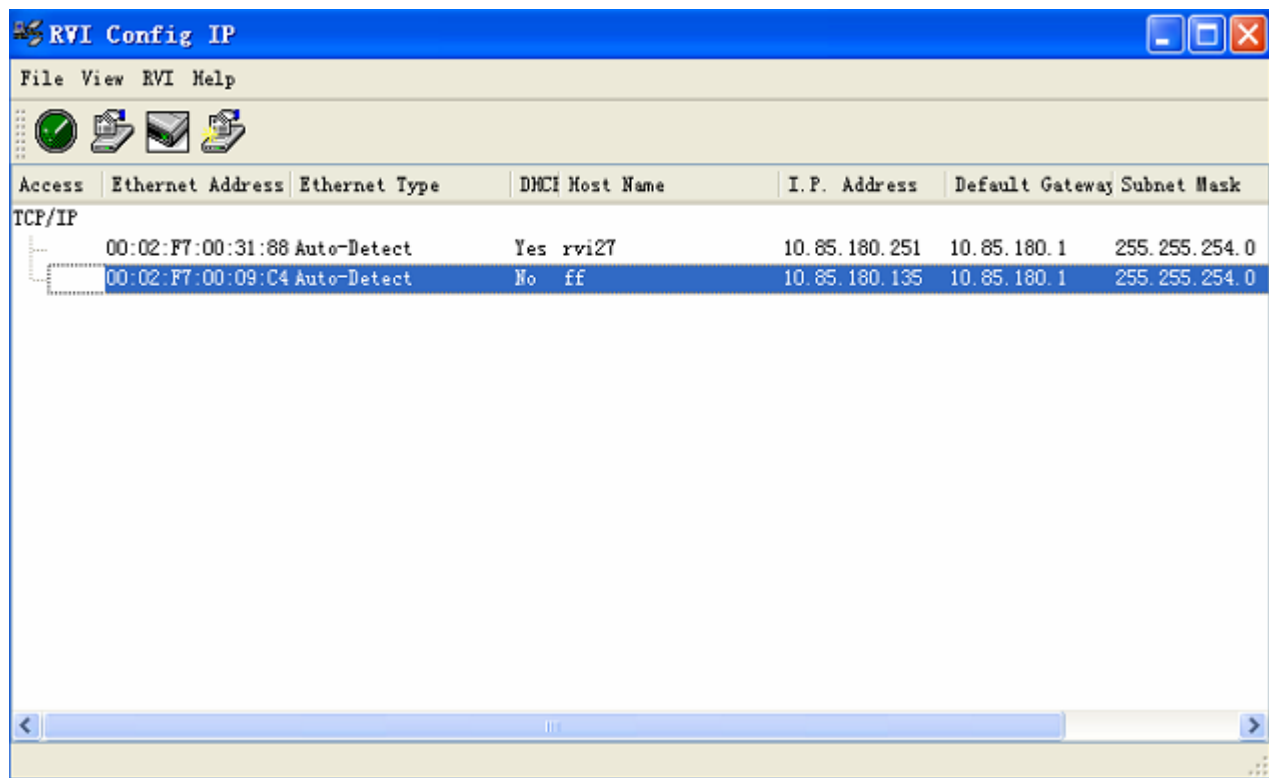 RVI Config IP
File View RVI Help
Access Ethernet Address Ethernet Type DHCP Host Name I.P. Address Default Gateway Subnet Mask
TCP/IP
00:02:F7:00:31:88 Auto-Detect Yes rvi27 10.85.180.251 10.85.180.1 255.255.254.0
00:02:F7:00:09:C4 Auto-Detect No ff 10.85.180.135 10.85.180.1 255.255.254.0